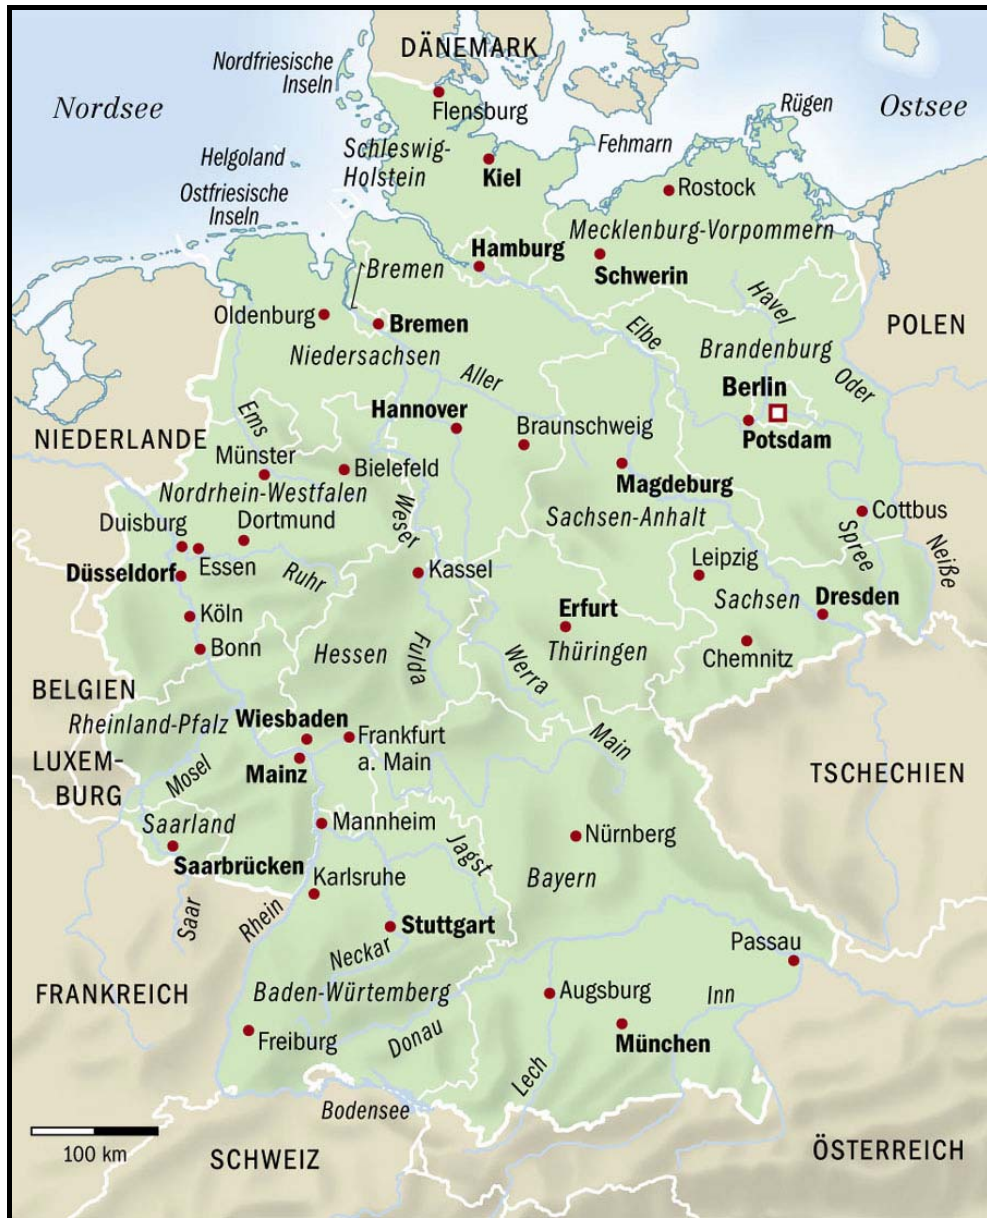 DÄNEMARK
Nordfriesische
Inseln
Nordsee
Flensburg
Rügen
Ostsee
Fehmarn
Helgoland
Schleswig-
Holstein
Kiel
Ostfriesische
Inseln
Rostock
Mecklenburg-Vorpommern
Hamburg
Schwerin
Bremen
Havel
Oldenburg
Bremen
Elbe
POLEN
Niedersachsen
Brandenburg
Aller
Oder
Berlin
Ems
Hannover
Braunschweig
Potsdam
NIEDERLANDE
Münster
Bielefeld
Magdeburg
Nordrhein-Westfalen
Weser
Sachsen-Anhalt
Cottbus
Duisburg
Dortmund
Spree
Neiße
Düsseldorf
Essen
Ruhr
Kassel
Leipzig
Köln
Erfurt
Sachsen
Dresden
Bonn
Hessen
Fulda
Werra
Thüringen
Chemnitz
BELGIEN
Rheinland-Pfalz
Wiesbaden
Frankfurt
a. Main
Main
LUXEM-
BURG
Mosel
Mainz
TSCHECHIEN
Saarland
Mannheim
Nürnberg
Jagst
Saarbrücken
Karlsruhe
Bayern
Saar
Rhein
Stuttgart
Neckar
Passau
FRANKREICH
Baden-Würtemberg
Augsburg
Inn
Freiburg
Donau
München
Lech
Bodensee
100 km
SCHWEIZ
ÖSTERREICH